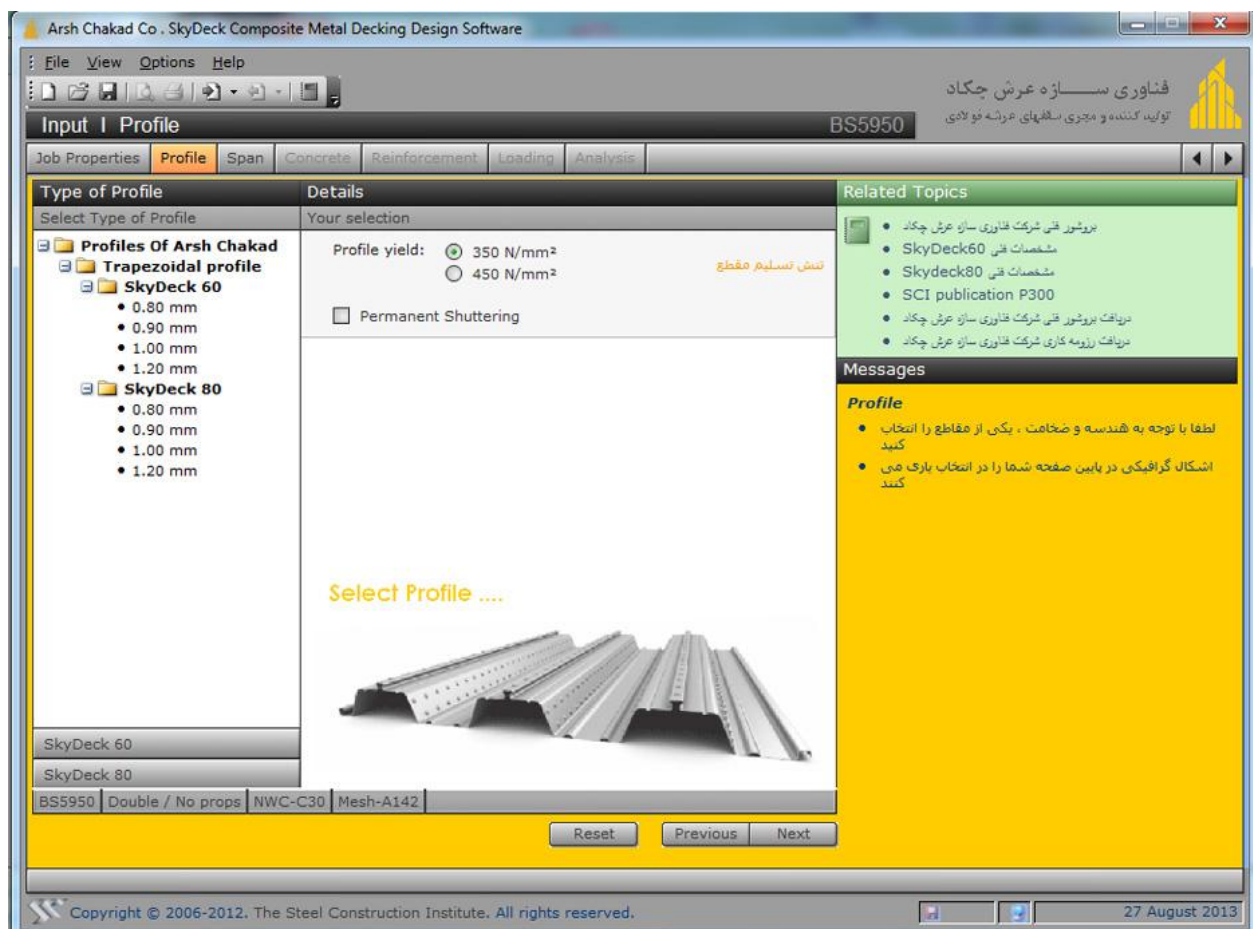 Arsh Chakad Co . SkyDeck Composite Metal Decking Design Software
File View Options Help
فناوری ســــازه عرش چکاد
تولید کننده و مجری سقفهای عرشه فولادی
Input I Profile
BS5950
Job Properties Profile Span Concrete Reinforcement Loading Analysis
Type of Profile
Select Type of Profile
Profiles Of Arsh Chakad
Trapezoidal profile
SkyDeck 60
0.80 mm
0.90 mm
1.00 mm
1.20 mm
SkyDeck 80
0.80 mm
0.90 mm
1.00 mm
1.20 mm
SkyDeck 60
SkyDeck 80
Details
Your selection
Profile yield: 350 N/mm²
450 N/mm²
تنش تسلیم مقطع
Permanent Shuttering
Select Profile ....
Related Topics
بروشور فنی شرکت فناوری سازه عرش چکاد
مشخصات فنی SkyDeck60
مشخصات فنی Skydeck80
SCI publication P300
دریافت بروشور فنی شرکت فناوری سازه عرش چکاد
دریافت رزومه کاری شرکت فناوری سازه عرش چکاد
Messages
Profile
لطفا با توجه به هندسه و ضخامت ، یکی از مقاطع را انتخاب
کنید
اشکال گرافیکی در پایین صفحه شما را در انتخاب یاری می
کنند
BS5950 Double / No props NWC-C30 Mesh-A142
Reset Previous Next
Copyright © 2006-2012. The Steel Construction Institute. All rights reserved.
27 August 2013